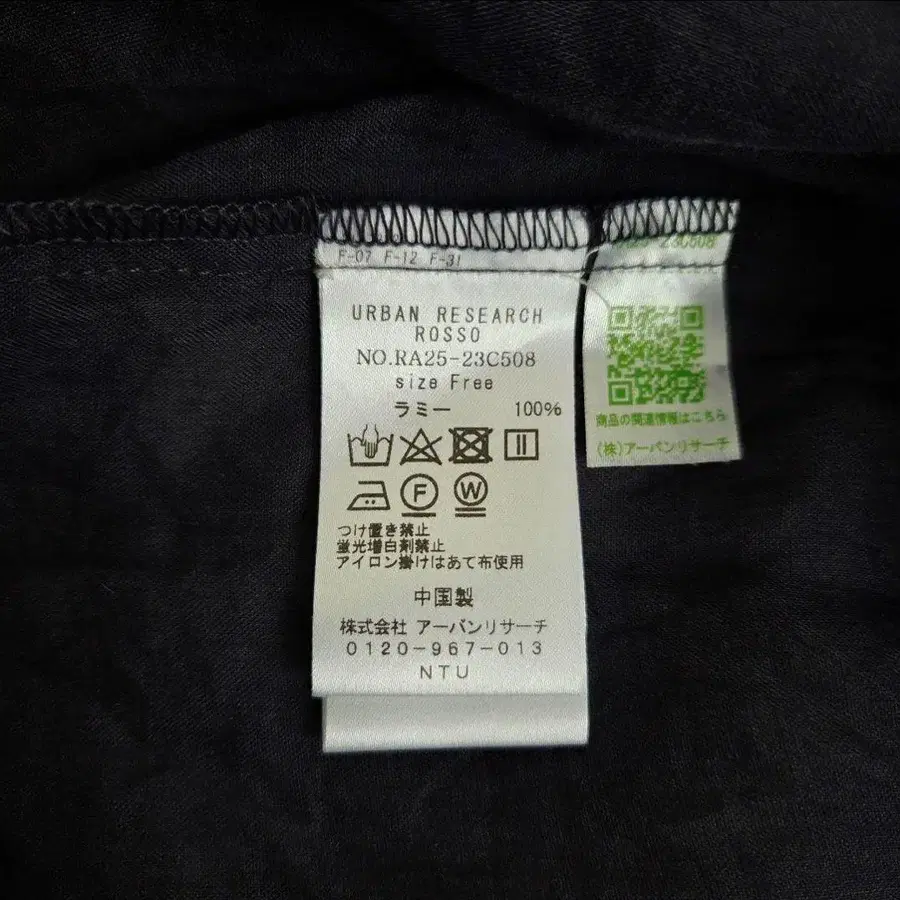 F-07 F-12 F-31
URBAN RESEARCH
ROSSO
NO.RA25-23C508
size Free
ラミー 100%
F W
つけ置き禁止
蛍光増白剤禁止
アイロン掛けはあて布使用
中国製
株式会社 アーバンリサーチ
0120-967-013
NTU
25-23C508
商品の関連情報はこちら
(株)アーバンリサーチ